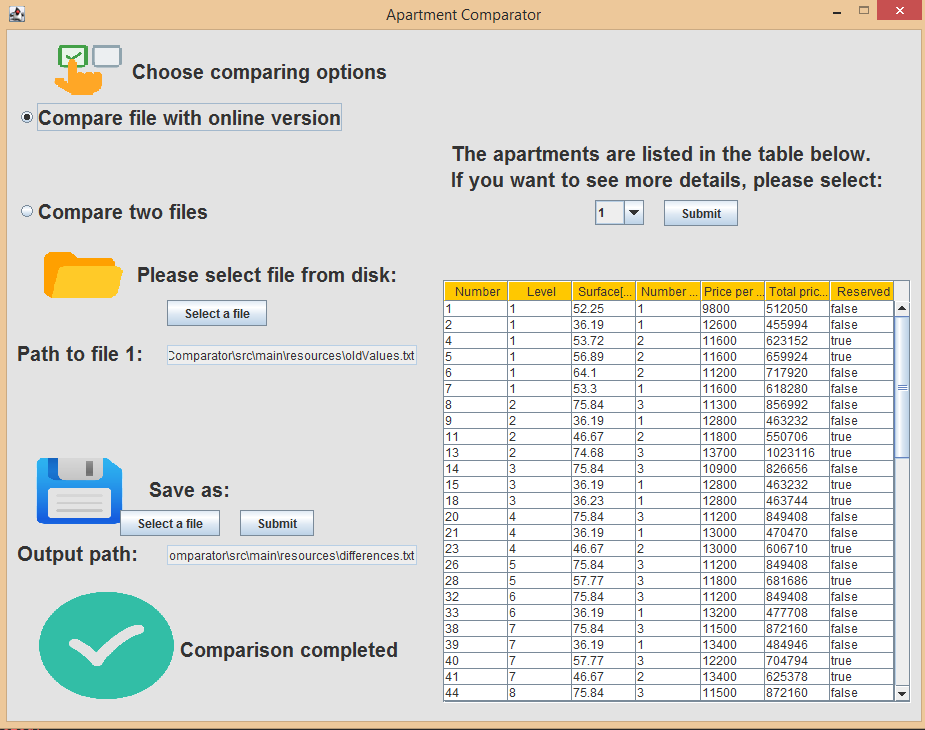 Apartment Comparator
Choose comparing options
Compare file with online version
The apartments are listed in the table below.
If you want to see more details, please select:
Compare two files
1
Submit
Please select file from disk:
Select a file
Path to file 1:
Comparator\src\main\resources\oldValues.txt
Save as:
Select a file
Submit
Output path:
omparator\src\main\resources\differences.txt
Comparison completed
Number Level Surface[... Number ... Price per ... Total pric... Reserved
1 1 52.25 1 9800 512050 false
2 1 36.19 1 12600 455994 false
4 1 53.72 2 11600 623152 true
5 1 56.89 2 11600 659924 true
6 1 64.1 2 11200 717920 false
7 1 53.3 1 11600 618280 false
8 2 75.84 3 11300 856992 false
9 2 36.19 1 12800 463232 false
11 2 46.67 2 11800 550706 true
13 2 74.68 3 13700 1023116 true
14 3 75.84 3 10900 826656 false
15 3 36.19 1 12800 463232 false
18 3 36.23 1 12800 463744 false
20 4 75.84 3 11200 849408 false
21 4 36.19 1 13000 470470 false
23 4 46.67 2 13000 606710 true
26 5 75.84 3 11200 849408 false
28 5 57.77 3 11800 681686 true
32 6 75.84 3 11200 849408 false
33 6 36.19 1 13200 477708 false
38 7 75.84 3 11500 872160 false
39 7 36.19 1 13400 484946 false
40 7 57.77 3 12200 704794 true
41 7 46.67 2 13400 625378 true
44 8 75.84 3 11500 872160 false